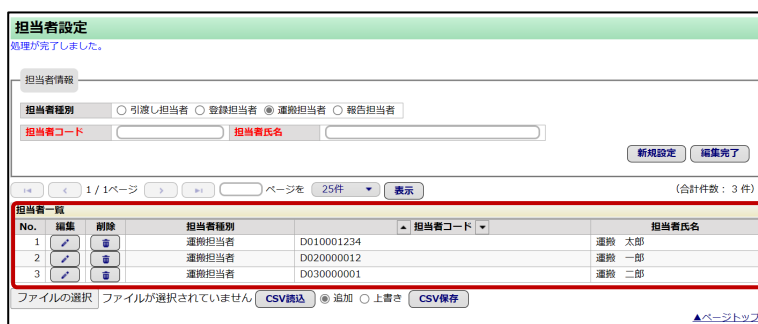 担当者設定
処理が完了しました。
担当者情報
担当者種別 引渡し担当者 登録担当者 運搬担当者 報告担当者
担当者コード 担当者氏名
新規設定 編集完了
1 / 1ページ ページを 25件 表示 (合計件数： 3 件)
担当者一覧
No. 編集 削除 担当者種別 ▲ 担当者コード ▼ 担当者氏名
1 運搬担当者 D010001234 運搬　太郎
2 運搬担当者 D020000012 運搬　一郎
3 運搬担当者 D030000001 運搬　二郎
ファイルの選択 ファイルが選択されていません CSV読込 追加 上書き CSV保存
▲ページトップ